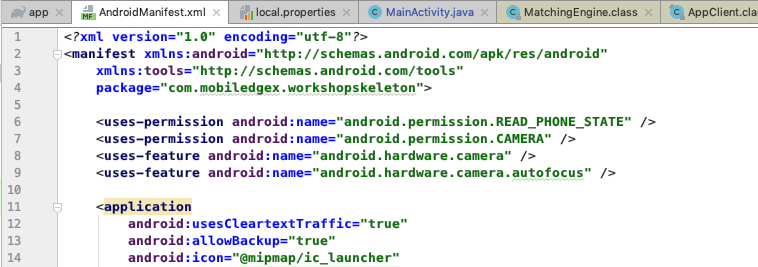 app AndroidManifest.xml local.properties MainActivity.java MatchingEngine.class AppClient.cla
1 <?xml version="1.0" encoding="utf-8"?>
2 <manifest xmlns:android="http://schemas.android.com/apk/res/android"
3 xmlns:tools="http://schemas.android.com/tools"
4 package="com.mobiledgex.workshopskeleton">
5
6 <uses-permission android:name="android.permission.READ_PHONE_STATE" />
7 <uses-permission android:name="android.permission.CAMERA" />
8 <uses-feature android:name="android.hardware.camera" />
9 <uses-feature android:name="android.hardware.camera.autofocus" />
10
11 <application
12 android:usesCleartextTraffic="true"
13 android:allowBackup="true"
14 android:icon="@mipmap/ic_launcher"